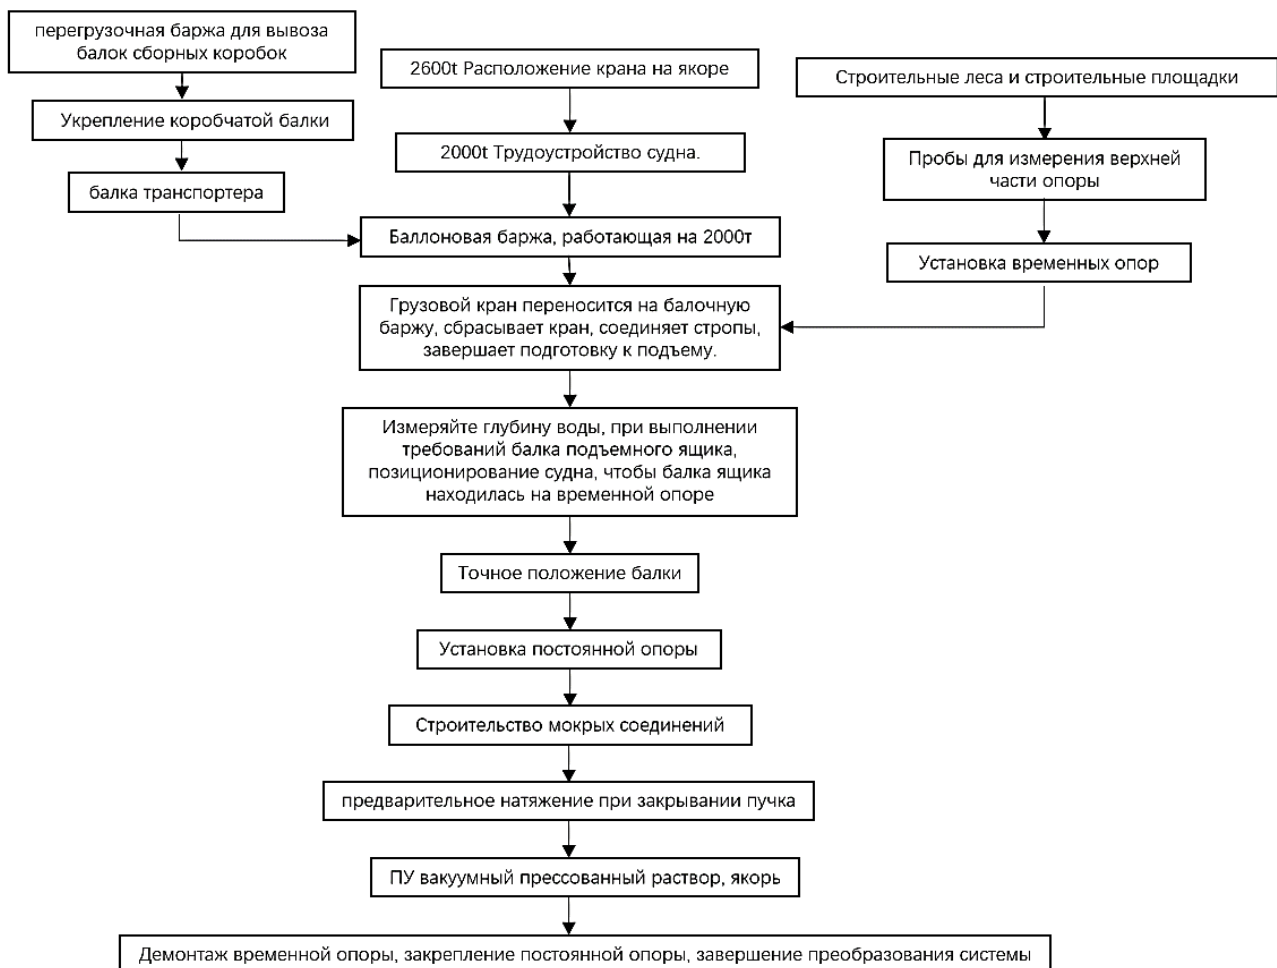 перегрузочная баржа для вывоза
балок сборных коробок
Укрепление коробчатой балки
балка транспортера
2600t Расположение крана на якоре
2000t Трудоустройство судна.
Баллоновая баржа, работающая на 2000т
Строительные леса и строительные площадки
Пробы для измерения верхней
части опоры
Установка временных опор
Грузовой кран переносится на балочную
баржу, сбрасывает кран, соединяет стропы,
завершает подготовку к подъему.
Измеряйте глубину воды, при выполнении
требований балка подъемного ящика,
позиционирование судна, чтобы балка ящика
находилась на временной опоре
Точное положение балки
Установка постоянной опоры
Строительство мокрых соединений
предварительное натяжение при закрывании пучка
ПУ вакуумный прессованный раствор, якорь
Демонтаж временной опоры, закрепление постоянной опоры, завершение преобразования системы